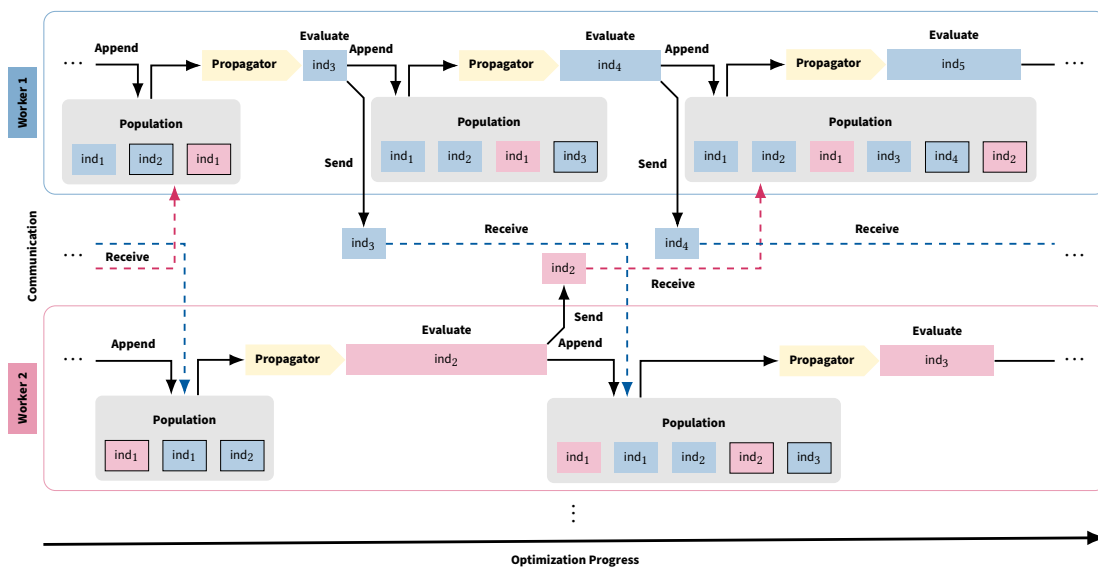 Worker 1
... Append Propagator Evaluate ind₃ Append Propagator Evaluate ind₄ Append Propagator Evaluate ind₅ ...
Population
ind₁ ind₂ ind₁
Population
ind₁ ind₂ ind₁ ind₃
Population
ind₁ ind₂ ind₁ ind₃ ind₄ ind₂
Send
Send
Communication
... Receive
ind₃ Receive
ind₄ Receive ...
ind₂ Receive
Send
Worker 2
... Append Propagator Evaluate ind₂ Append Propagator Evaluate ind₃ ...
Population
ind₁ ind₁ ind₂
Population
ind₁ ind₁ ind₂ ind₂ ind₃
⋮
Optimization Progress